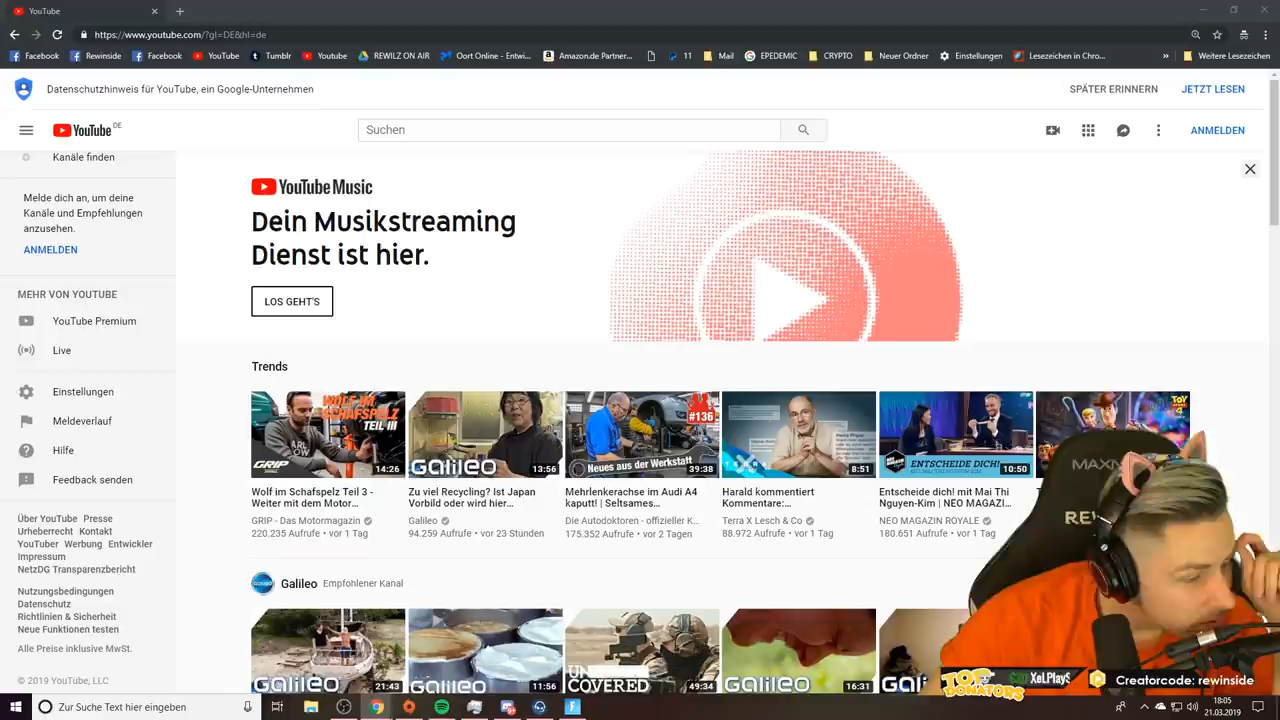 YouTube
https://www.youtube.com/?gl=DE&hl=de
Facebook
Rewinside
Facebook
YouTube
Tumblr
Youtube
REWILZ ON AIR
Oort Online - Entwi...
Amazon.de Partnerne...
11
Mail
EPEDEMIC
CRYPTO
Neuer Ordner
Einstellungen
Lesezeichen in Chro...
»
Weitere Lesezeichen
Datenschutzhinweis für YouTube, ein Google-Unternehmen
SPÄTER ERINNERN
JETZT LESEN
YouTube DE
Suchen
ANMELDEN
Kanäle finden
Melde dich an, um deine
Kanäle und Empfehlungen
anzusehen.
ANMELDEN
MEHR VON YOUTUBE
YouTube Premium
Live
Einstellungen
Meldeverlauf
Hilfe
Feedback senden
Über YouTube Presse
Urheberrecht Kontakt
YouTuber Werbung Entwickler
Impressum
NetzDG Transparenzbericht
Nutzungsbedingungen
Datenschutz
Richtlinien & Sicherheit
Neue Funktionen testen
Alle Preise inklusive MwSt.
© 2019 YouTube, LLC
YouTube Music
Dein Musikstreaming
Dienst ist hier.
LOS GEHT'S
Trends
WOLF IM
SCHAFSPELZ
TEIL III
GRIP
14:26
Wolf im Schafspelz Teil 3 -
Weiter mit dem Motor…
GRIP - Das Motormagazin
220.235 Aufrufe • vor 1 Tag
Galileo
13:56
Zu viel Recycling? Ist Japan
Vorbild oder wird hier…
Galileo
94.259 Aufrufe • vor 23 Stunden
#136
Neues aus der Werkstatt
39:38
Mehrlenkerachse im Audi A4
kaputt! | Seltsames…
Die Autodoktoren - offizieller K…
175.352 Aufrufe • vor 2 Tagen
8:51
Harald kommentiert
Kommentare:…
Terra X Lesch & Co
88.972 Aufrufe • vor 1 Tag
ENTSCHEIDE DICH!
10:50
Entscheide dich! mit Mai Thi
Nguyen-Kim | NEO MAGAZI…
NEO MAGAZIN ROYALE
180.651 Aufrufe • vor 1 Tag
TOY
STORY
4
MAXN
REW
Galileo Empfohlener Kanal
Galileo
21:43
Galileo
11:56
UNCOVERED
49:34
Galileo
16:31
Galileo
TOP
DONATORS
XelPlayS
Creatorcode: rewinside
Zur Suche Text hier eingeben
18:05
21.03.2019